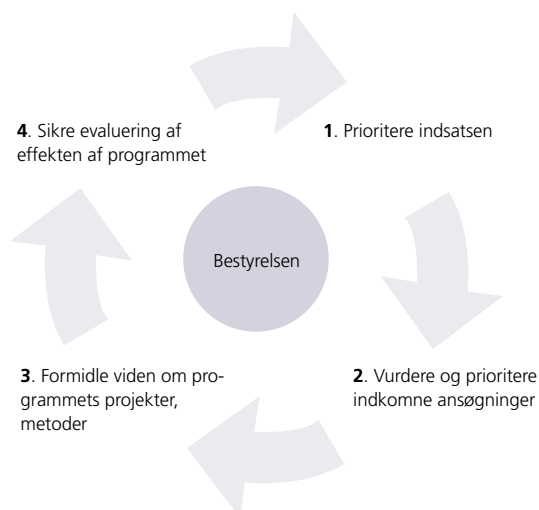 4. Sikre evaluering af
effekten af programmet
1. Prioritere indsatsen
Bestyrelsen
3. Formidle viden om pro-
grammets projekter,
metoder
2. Vurdere og prioritere
indkomne ansøgninger